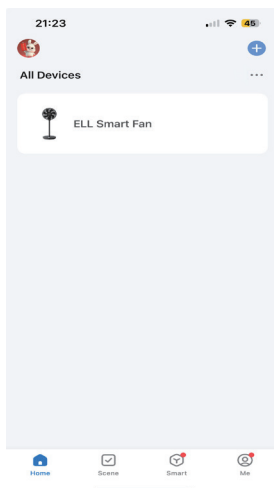 21:23
45
All Devices
ELL Smart Fan
Home
Scene
Smart
Me